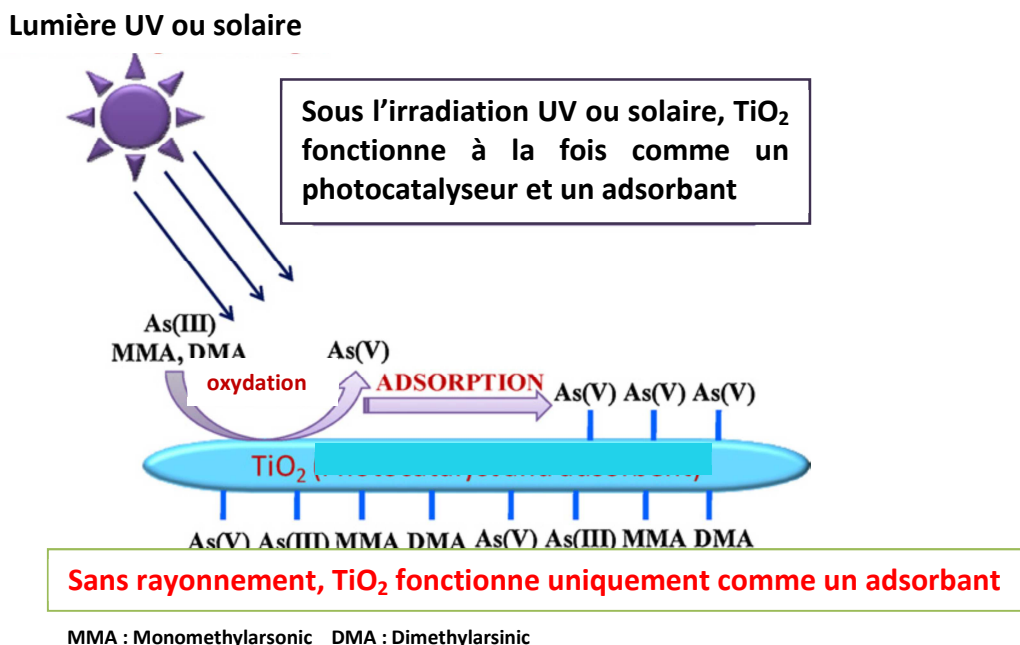 Lumière UV ou solaire
Sous l'irradiation UV ou solaire, TiO₂
fonctionne à la fois comme un
photocatalyseur et un adsorbant
As(III)
MMA, DMA
As(V)
oxydation
ADSORPTION
As(V) As(V) As(V)
TiO₂
As(V) As(III) MMA DMA As(V) As(III) MMA DMA
Sans rayonnement, TiO₂ fonctionne uniquement comme un adsorbant
MMA : Monomethylarsonic DMA : Dimethylarsinic